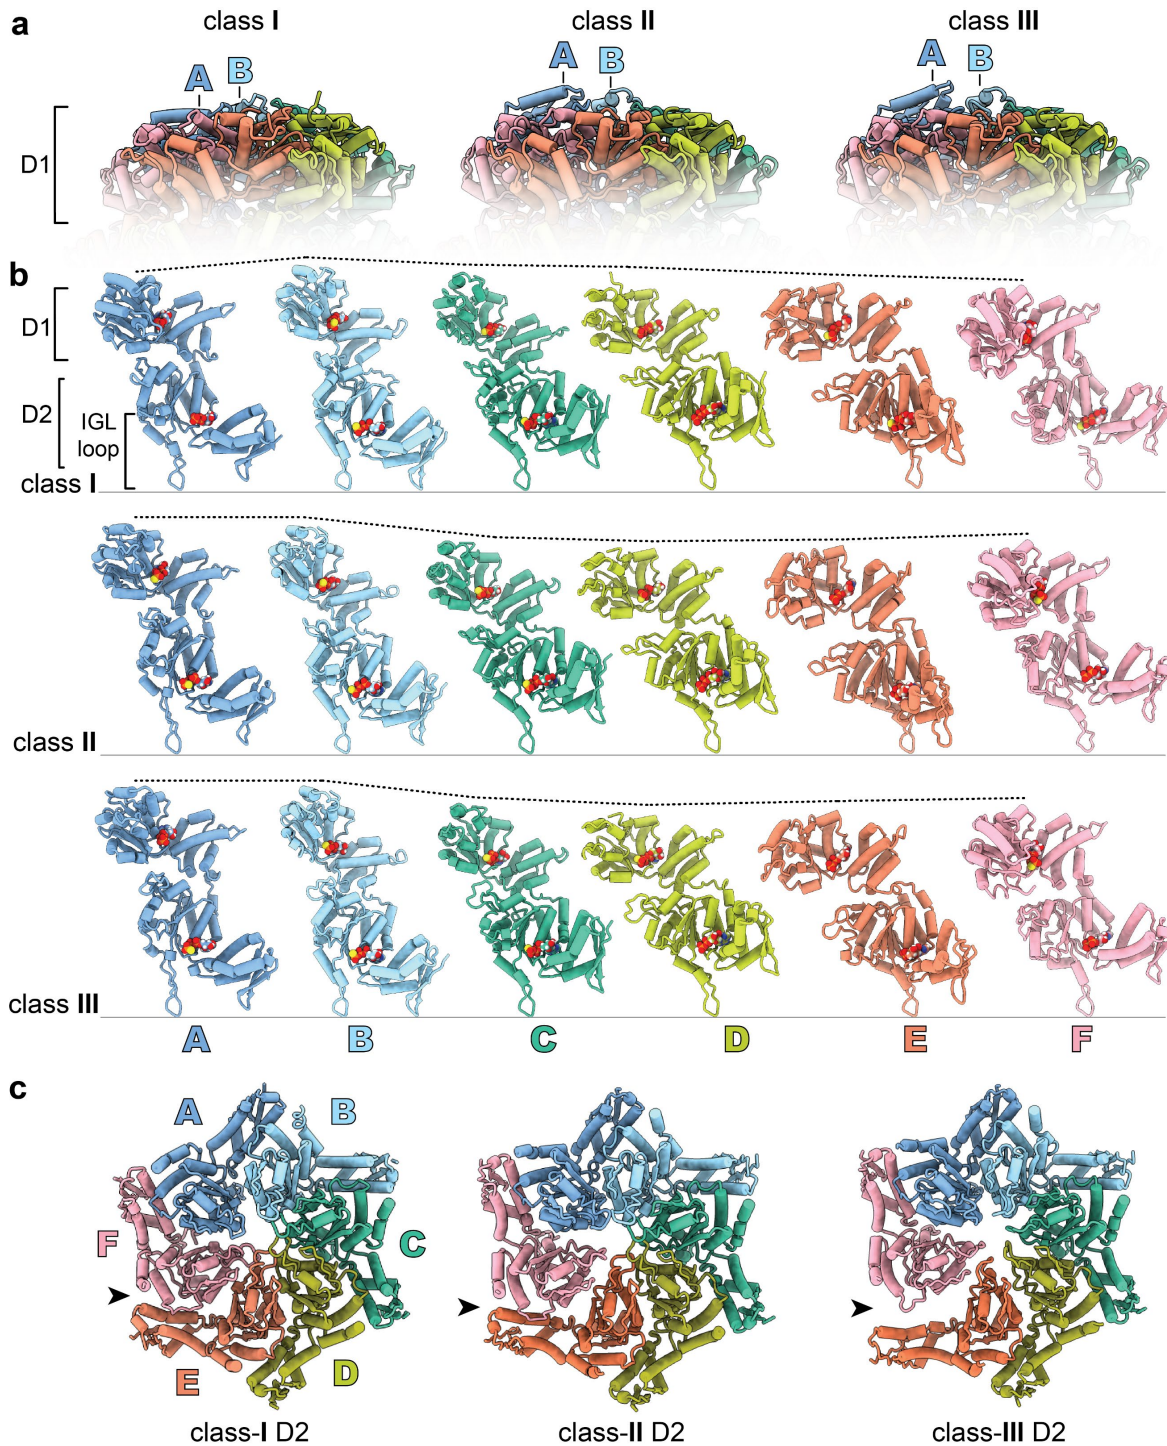 a
class I
class II
class III
A
B
A
B
A
B
D1
b
D1
D2
IGL
loop
class I
class II
class III
A
B
C
D
E
F
c
A
B
F
C
E
D
class-I D2
class-II D2
class-III D2